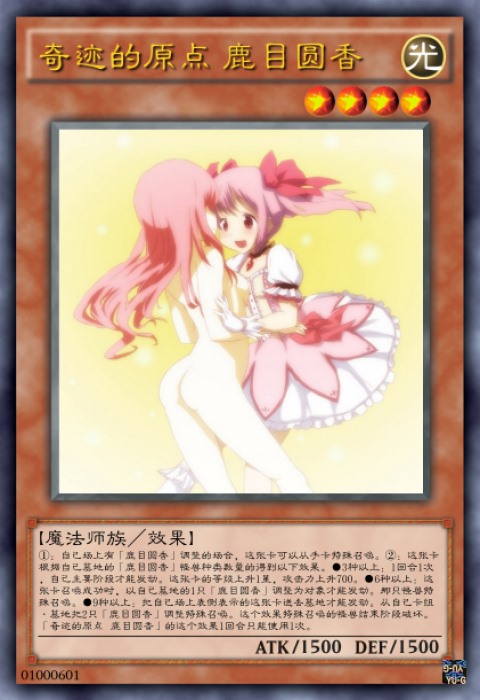 奇迹的原点 鹿目圆香
光
【魔法师族／效果】
①：自己场上有「鹿目圆香」调整的场合，这张卡可以从手卡特殊召唤。②：这张卡
根据自己墓地的「鹿目圆香」怪兽种类数量的得到以下效果。●3种以上：1回合1次
，自己主要阶段才能发动。这张卡的等级上升1星，攻击力上升700。●6种以上：这
张卡召唤成功时，以自己墓地的1只「鹿目圆香」调整为对象才能发动。那只怪兽特
殊召唤。●9种以上：把自己场上表侧表示的这张卡送去墓地才能发动。从自己卡组
·墓地把2只「鹿目圆香」怪兽特殊召唤。这个效果特殊召唤的怪兽结束阶段破坏。
「奇迹的原点 鹿目圆香」的这个效果1回合只能使用1次。
ATK/1500 DEF/1500
01000601